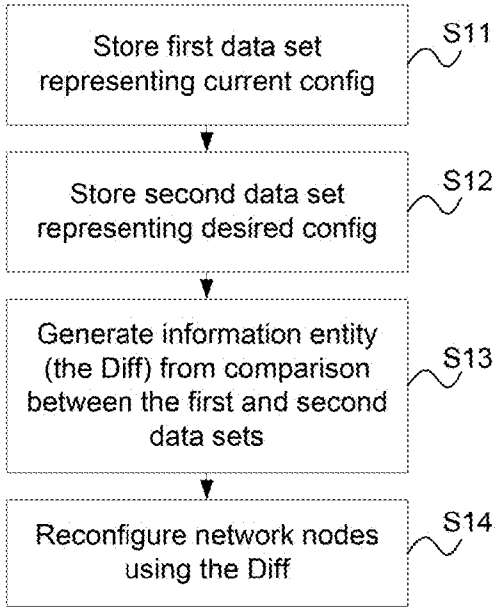 Store first data set
representing current config
S11
Store second data set
representing desired config
S12
Generate information entity
(the Diff) from comparison
between the first and second
data sets
S13
Reconfigure network nodes
using the Diff
S14